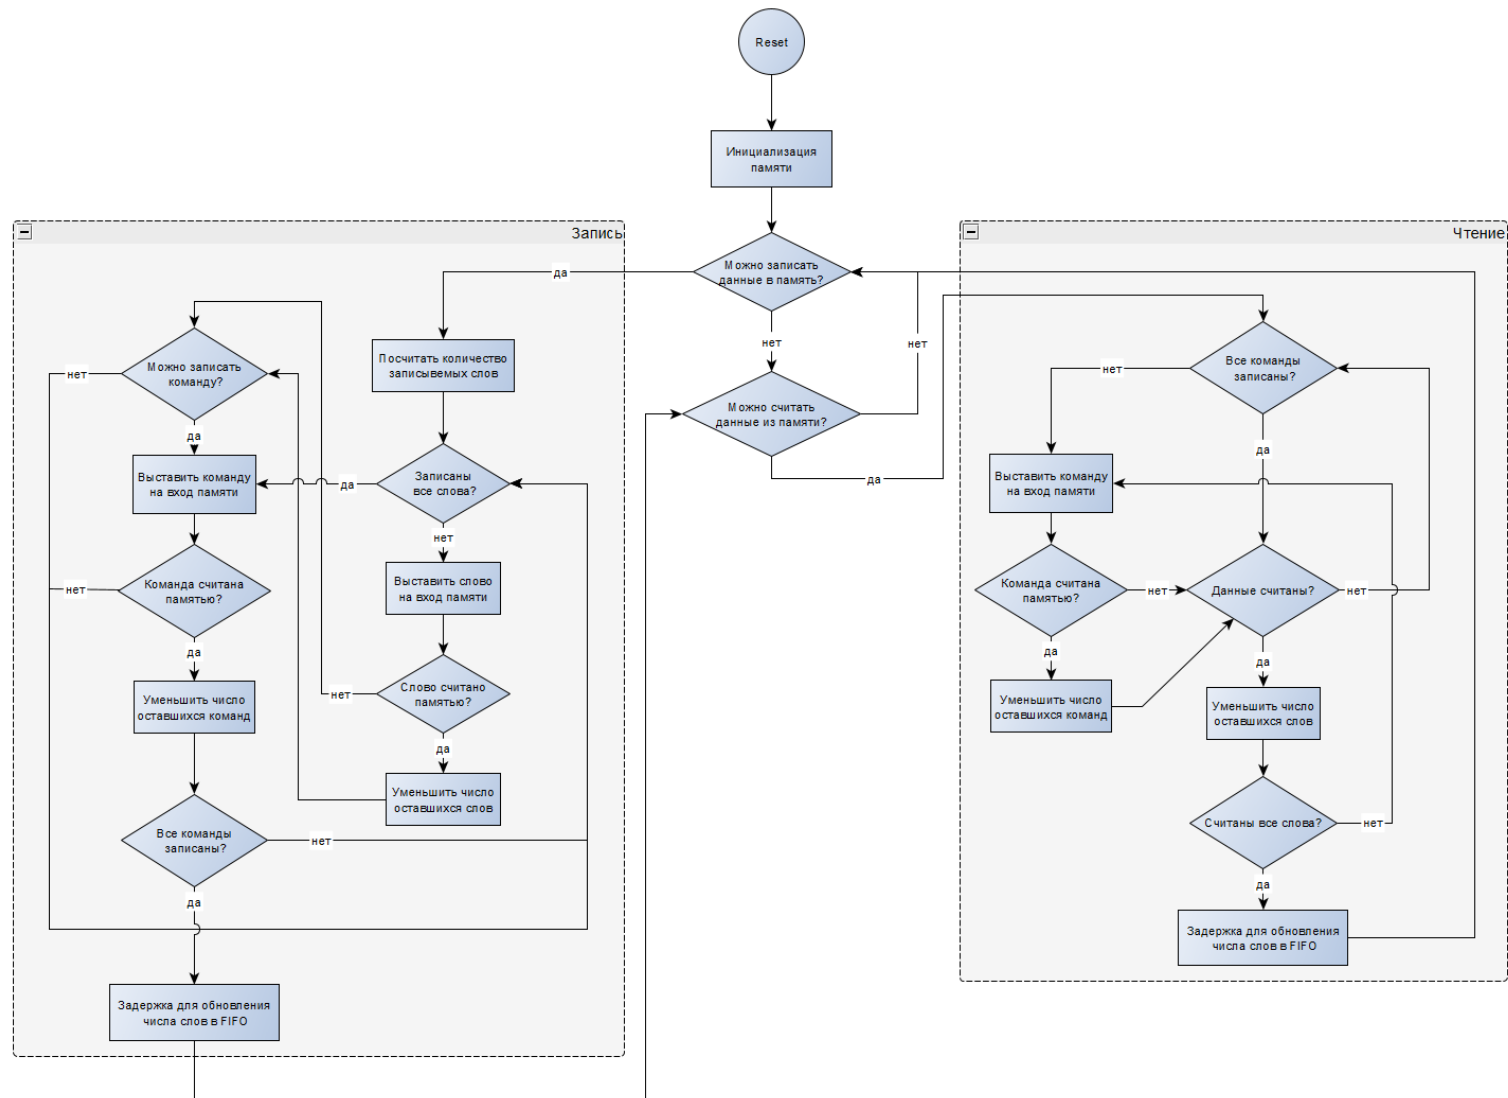 Reset
Инициализация
памяти
Можно записать
данные в память?
да
нет
Можно считать
данные из памяти?
нет
да
Запись
Посчитать количество
записывемых слов
Записаны
все слова?
да
нет
Выставить слово
на вход памяти
Слово считано
памятью?
нет
да
Уменьшить число
оставшихся слов
Можно записать
команду?
нет
да
Выставить команду
на вход памяти
Команда считана
памятью?
нет
да
Уменьшить число
оставшихся команд
Все команды
записаны?
нет
да
Задержка для обновления
числа слов в FIFO
Чтение
Все команды
записаны?
нет
да
Выставить команду
на вход памяти
Команда считана
памятью?
нет
да
Уменьшить число
оставшихся команд
Данные считаны?
нет
да
Уменьшить число
оставшихся слов
Считаны все слова?
нет
да
Задержка для обновления
числа слов в FIFO